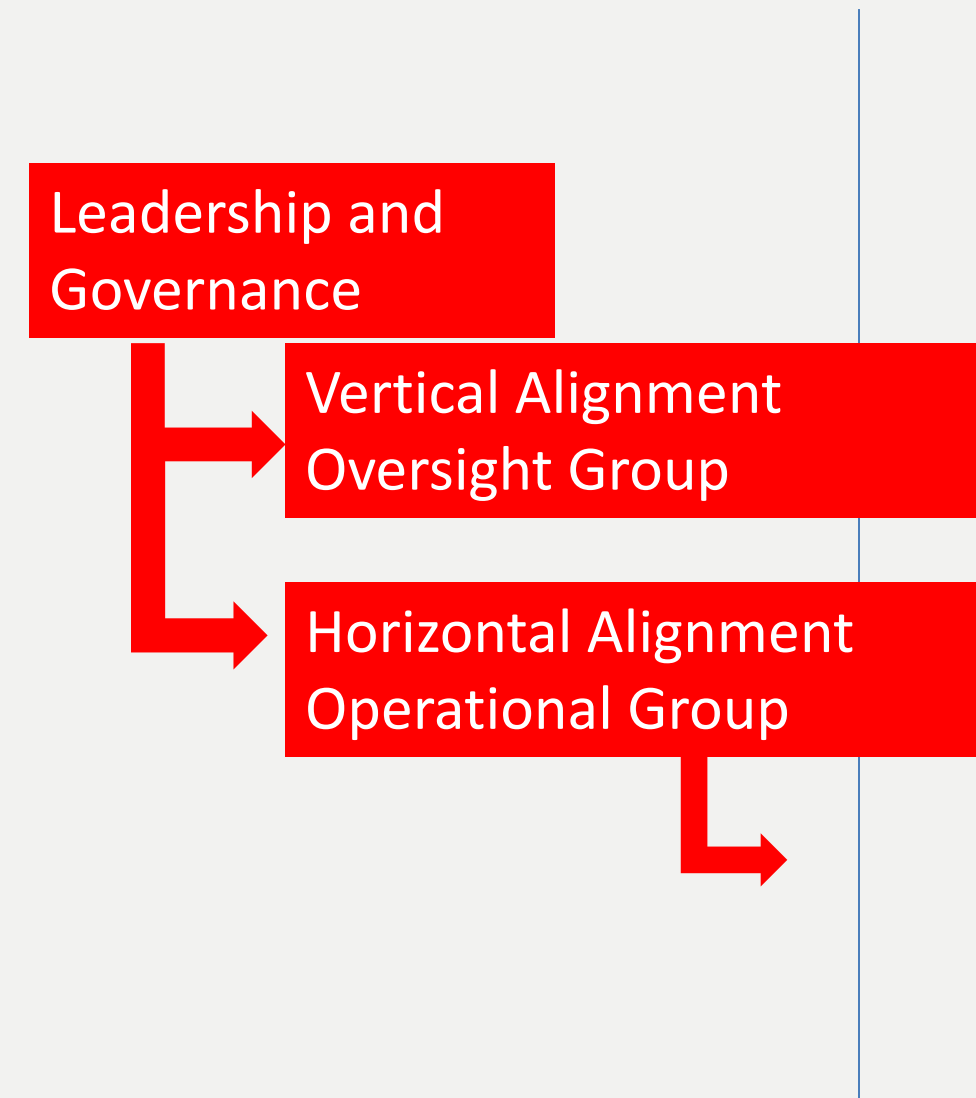 Leadership and
Governance
Vertical Alignment
Oversight Group
Horizontal Alignment
Operational Group